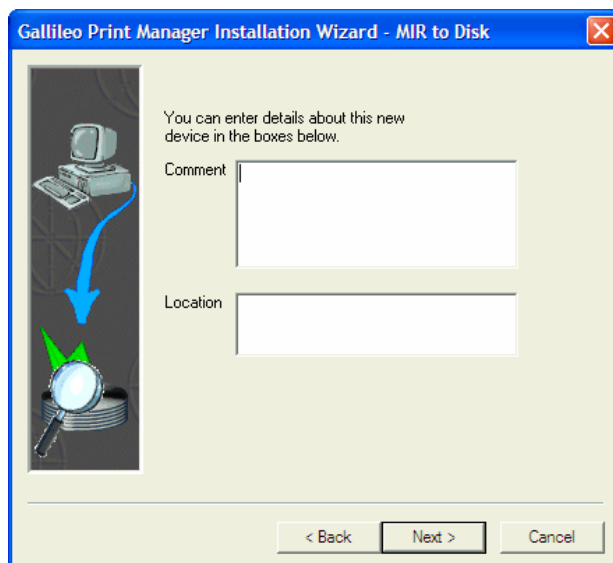 Gallileo Print Manager Installation Wizard - MIR to Disk
You can enter details about this new
device in the boxes below.
Comment
Location
< Back Next > Cancel